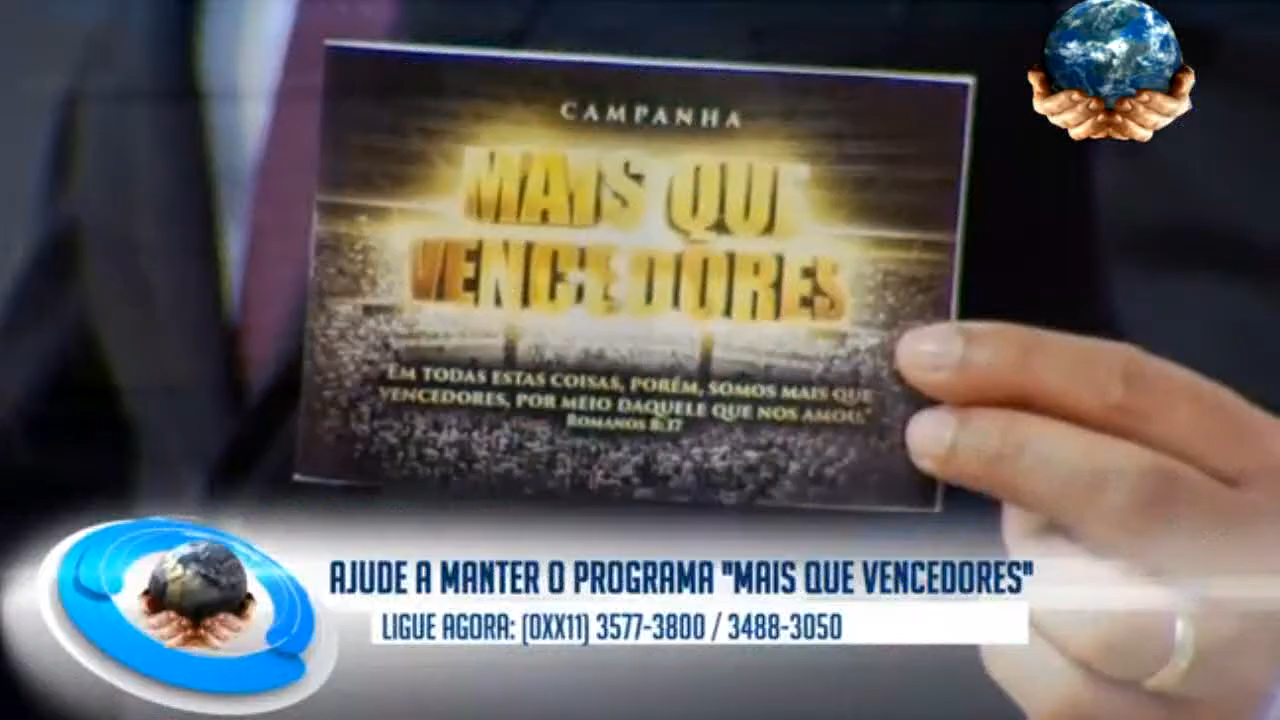 CAMPANHA
MAIS QUE
VENCEDORES
"EM TODAS ESTAS COISAS, PORÉM, SOMOS MAIS QUE
VENCEDORES, POR MEIO DAQUELE QUE NOS AMOU."
ROMANOS 8:37
AJUDE A MANTER O PROGRAMA "MAIS QUE VENCEDORES"
LIGUE AGORA: (0XX11) 3577-3800 / 3488-3050